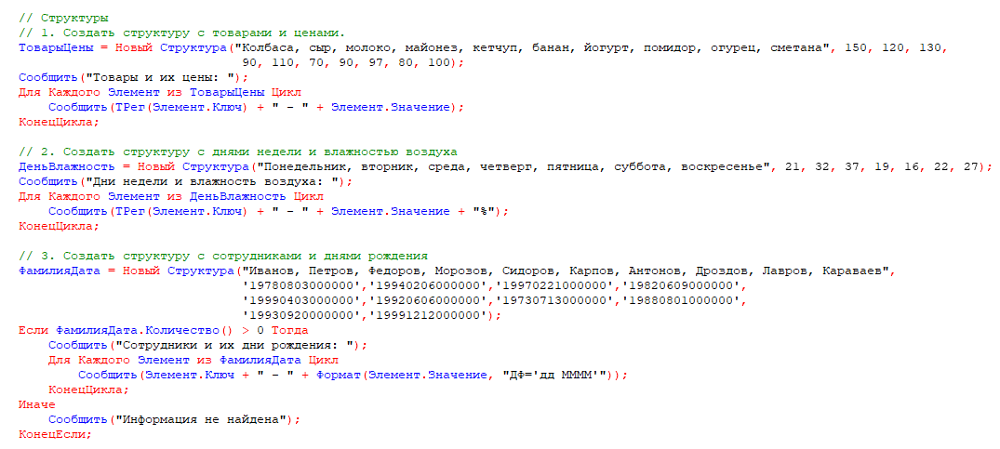 // Структуры
// 1. Создать структуру с товарами и ценами.
ТоварыЦены = Новый Структура("Колбаса, сыр, молоко, майонез, кетчуп, банан, йогурт, помидор, огурец, сметана", 150, 120, 130,
90, 110, 70, 90, 97, 80, 100);
Сообщить("Товары и их цены: ");
Для Каждого Элемент из ТоварыЦены Цикл
Сообщить(ТРег(Элемент.Ключ) + " - " + Элемент.Значение);
КонецЦикла;
// 2. Создать структуру с днями недели и влажностью воздуха
ДеньВлажность = Новый Структура("Понедельник, вторник, среда, четверг, пятница, суббота, воскресенье", 21, 32, 37, 19, 16, 22, 27);
Сообщить("Дни недели и влажность воздуха: ");
Для Каждого Элемент из ДеньВлажность Цикл
Сообщить(ТРег(Элемент.Ключ) + " - " + Элемент.Значение + "%");
КонецЦикла;
// 3. Создать структуру с сотрудниками и днями рождения
ФамилияДата = Новый Структура("Иванов, Петров, Федоров, Морозов, Сидоров, Карпов, Антонов, Дроздов, Лавров, Караваев",
'19780803000000','19940206000000','19970221000000','19820609000000',
'19990403000000','19920606000000','19730713000000','19880801000000',
'19930920000000','19991212000000');
Если ФамилияДата.Количество() > 0 Тогда
Сообщить("Сотрудники и их дни рождения: ");
Для Каждого Элемент из ФамилияДата Цикл
Сообщить(Элемент.Ключ + " - " + Формат(Элемент.Значение, "ДФ='дд ММММ'"));
КонецЦикла;
Иначе
Сообщить("Информация не найдена");
КонецЕсли;